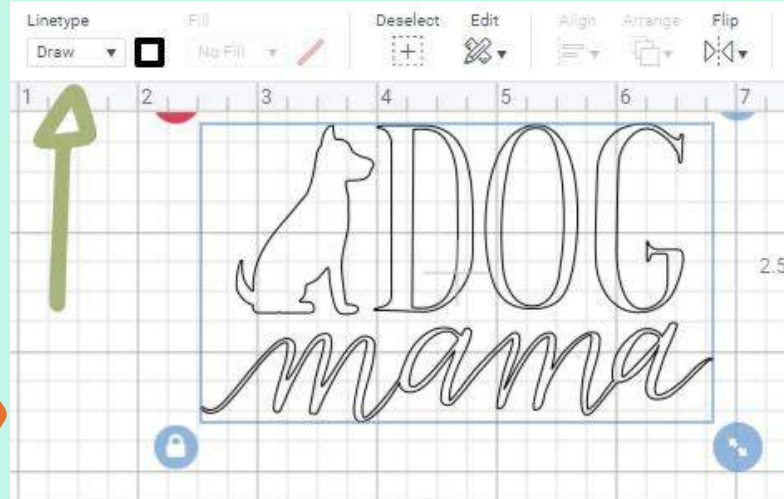 Linetype Fill Deselect Edit Align Arrange Flip
Draw No Fill
1 2 3 4 5 6 7
DOG
2.5
mama